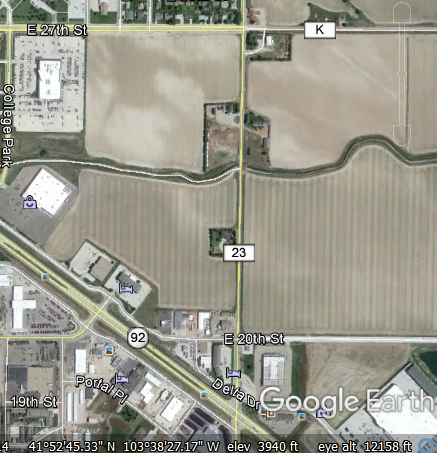 E 27th St
K
College Park
23
92
E 20th St
Portal Pl
Delta Dr
19th St
Google Earth
41°52'45.33" N 103°38'27.17" W elev 3940 ft eye alt 12158 ft